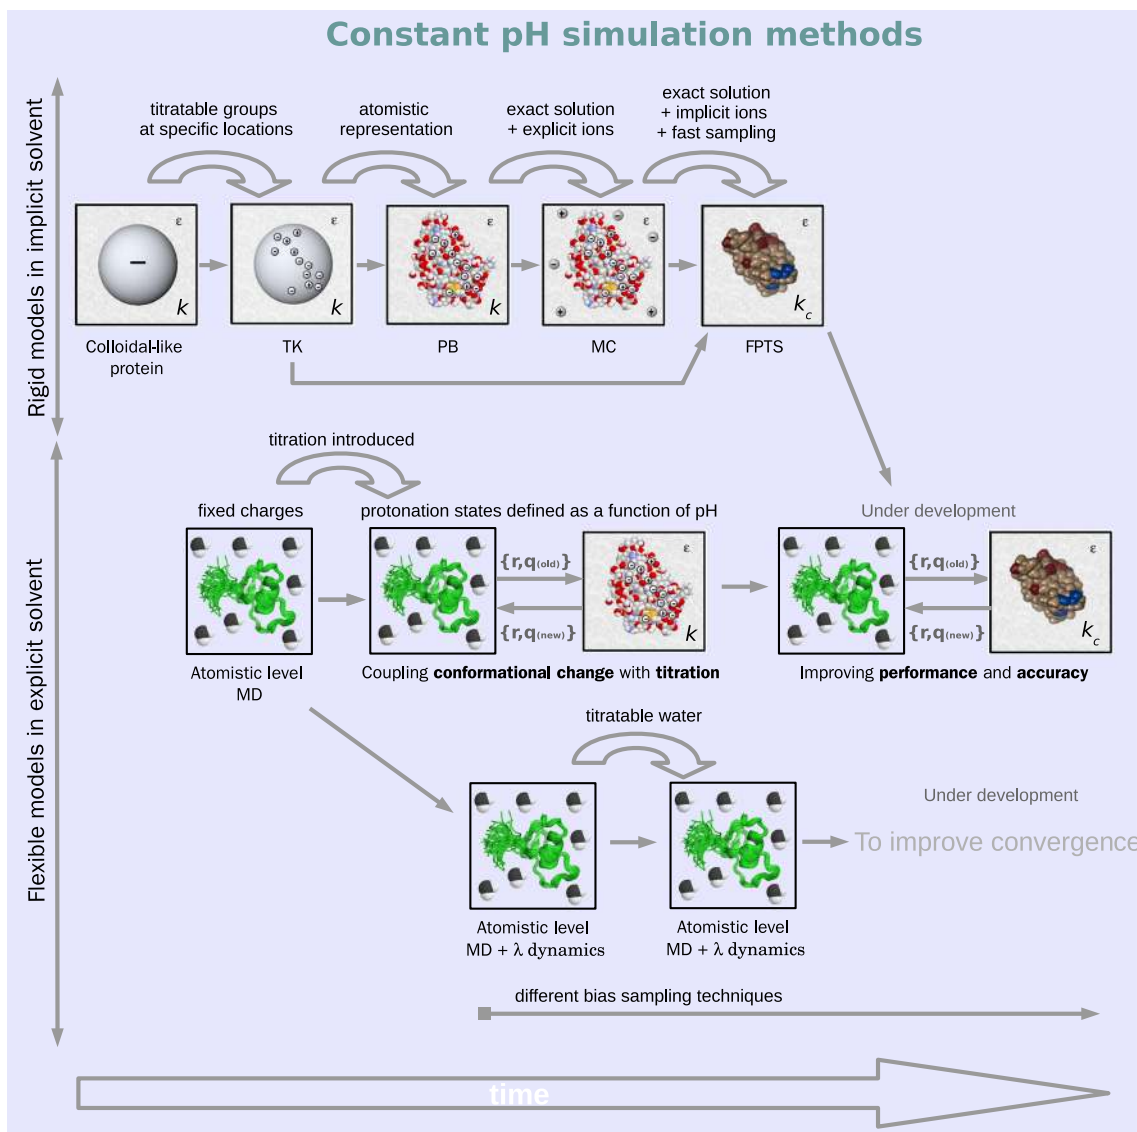 Constant pH simulation methods
Rigid models in implicit solvent
titratable groups
at specific locations
atomistic
representation
exact solution
+ explicit ions
exact solution
+ implicit ions
+ fast sampling
ε
k
ε
k
ε
k
ε
ε
k c
Colloidal-like
protein
TK
PB
MC
FPTS
Flexible models in explicit solvent
titration introduced
fixed charges
protonation states defined as a function of pH
Under development
{r,q(old)}
{r,q(new)}
ε
k
{r,q(old)}
{r,q(new)}
ε
k c
Atomistic level
MD
Coupling conformational change with titration
Improving performance and accuracy
titratable water
Under development
To improve convergence
Atomistic level
MD + λ dynamics
Atomistic level
MD + λ dynamics
different bias sampling techniques
time